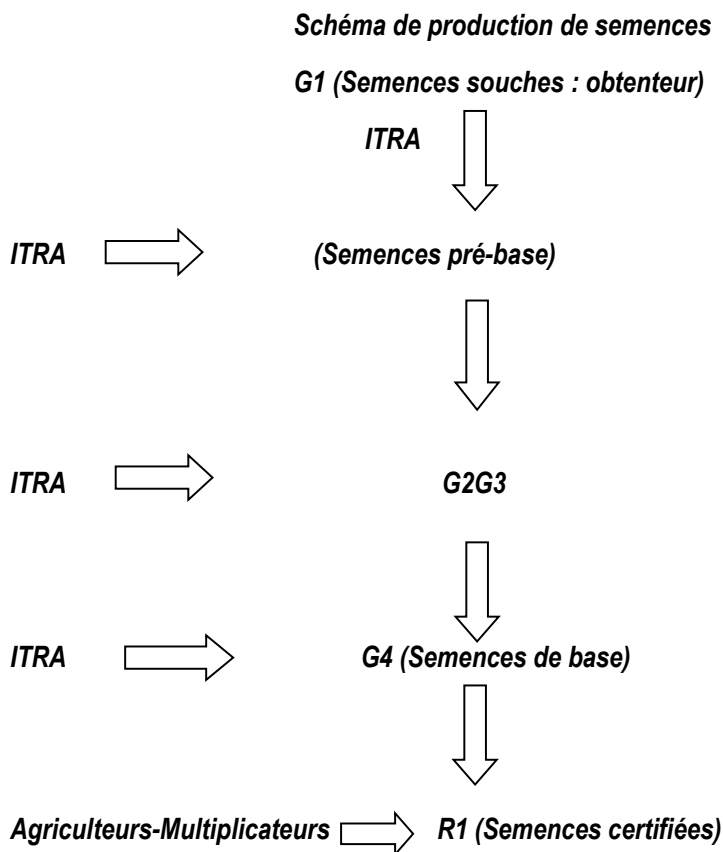 Schéma de production de semences
G1 (Semences souches : obtenteur)
ITRA
ITRA (Semences pré-base)
ITRA G2G3
ITRA G4 (Semences de base)
Agriculteurs-Multiplicateurs R1 (Semences certifiées)